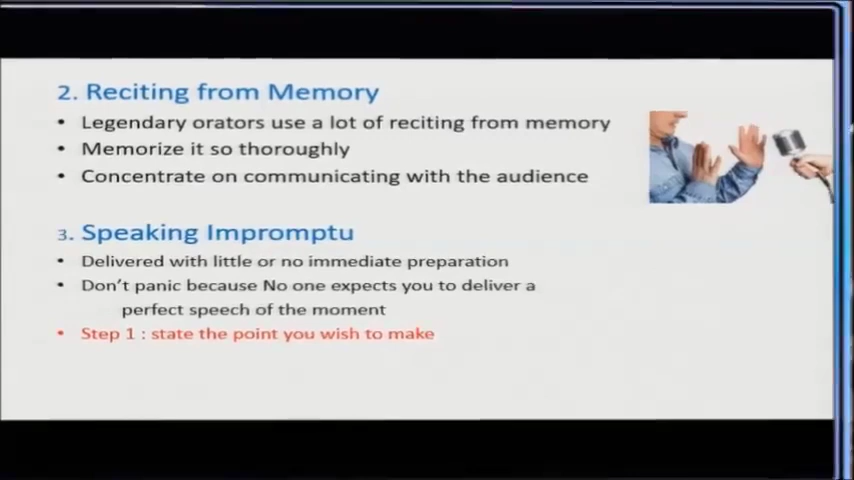 2. Reciting from Memory
• Legendary orators use a lot of reciting from memory
• Memorize it so thoroughly
• Concentrate on communicating with the audience
3. Speaking Impromptu
• Delivered with little or no immediate preparation
• Don't panic because No one expects you to deliver a
perfect speech of the moment
• Step 1 : state the point you wish to make